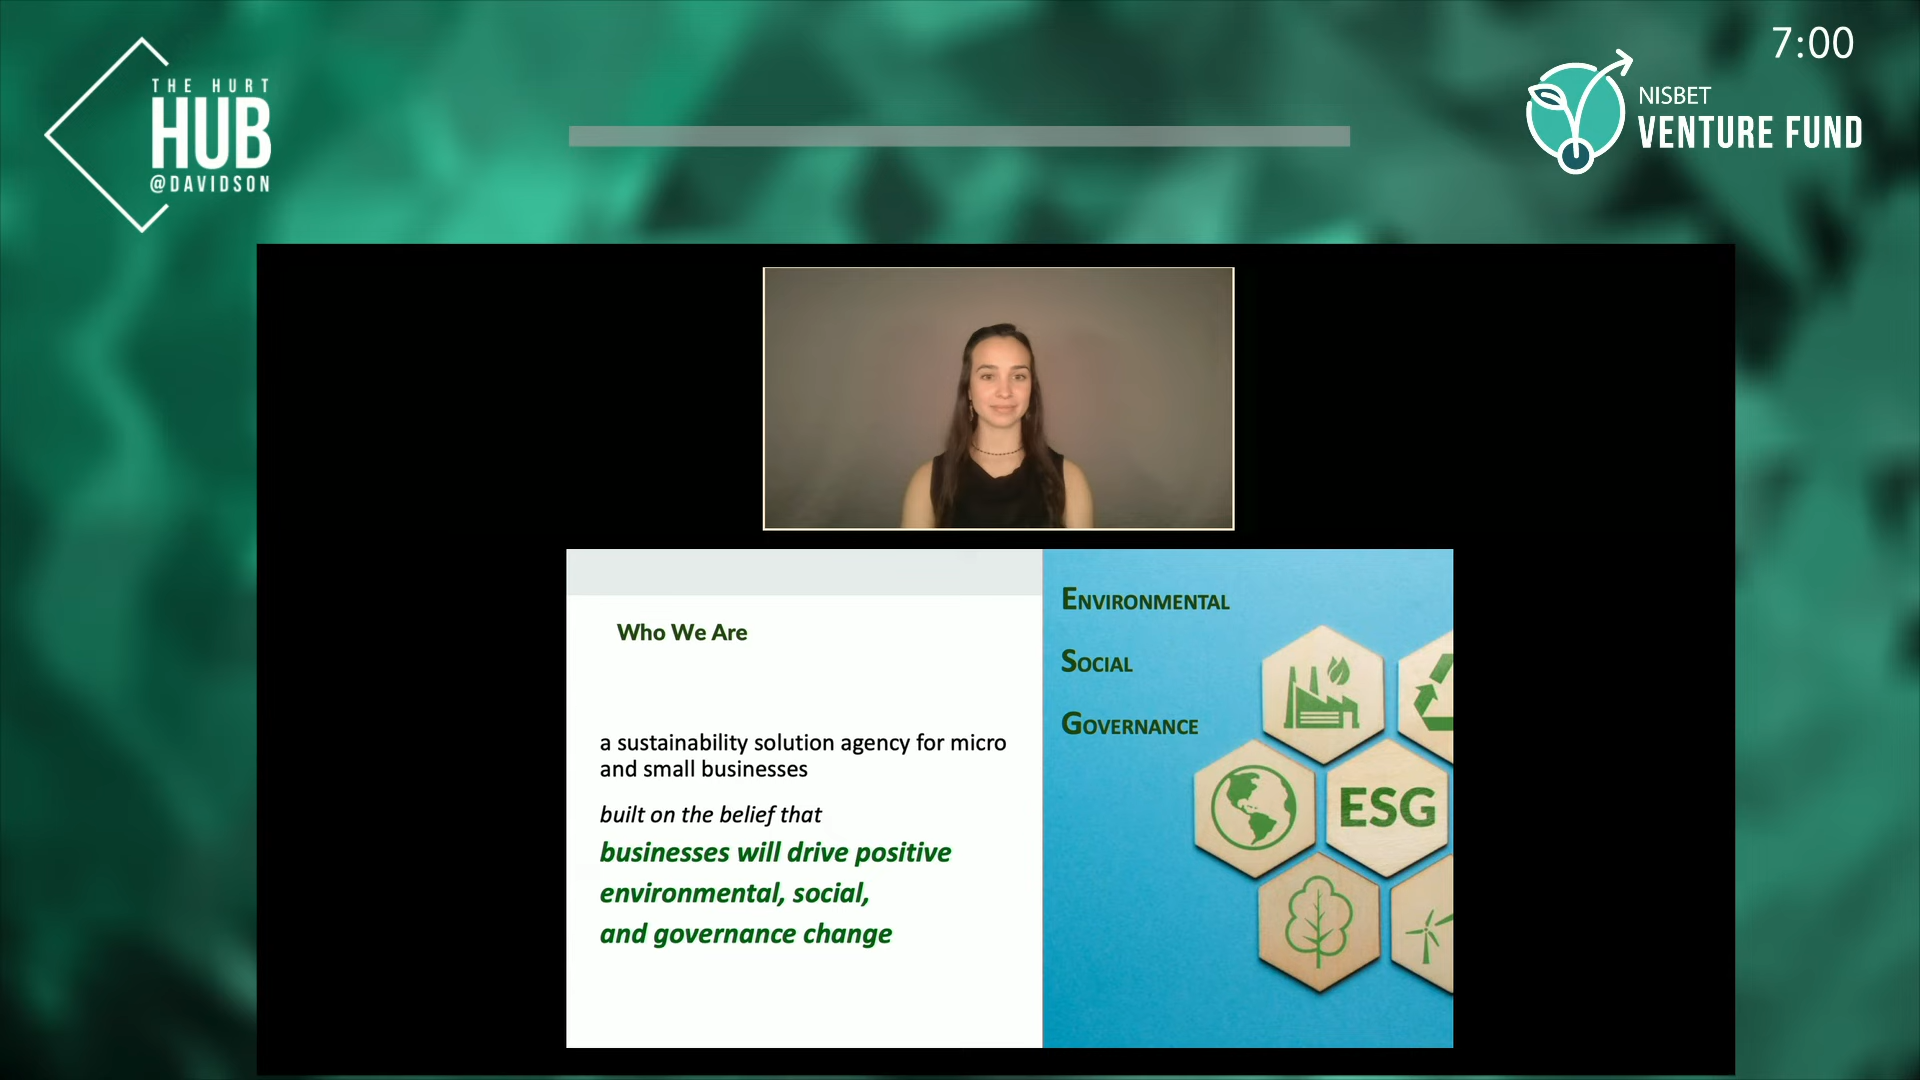 THE HURT
HUB
@DAVIDSON
7:00
NISBET
VENTURE FUND
Who We Are
a sustainability solution agency for micro
and small businesses
built on the belief that
businesses will drive positive
environmental, social,
and governance change
ENVIRONMENTAL
SOCIAL
GOVERNANCE
ESG